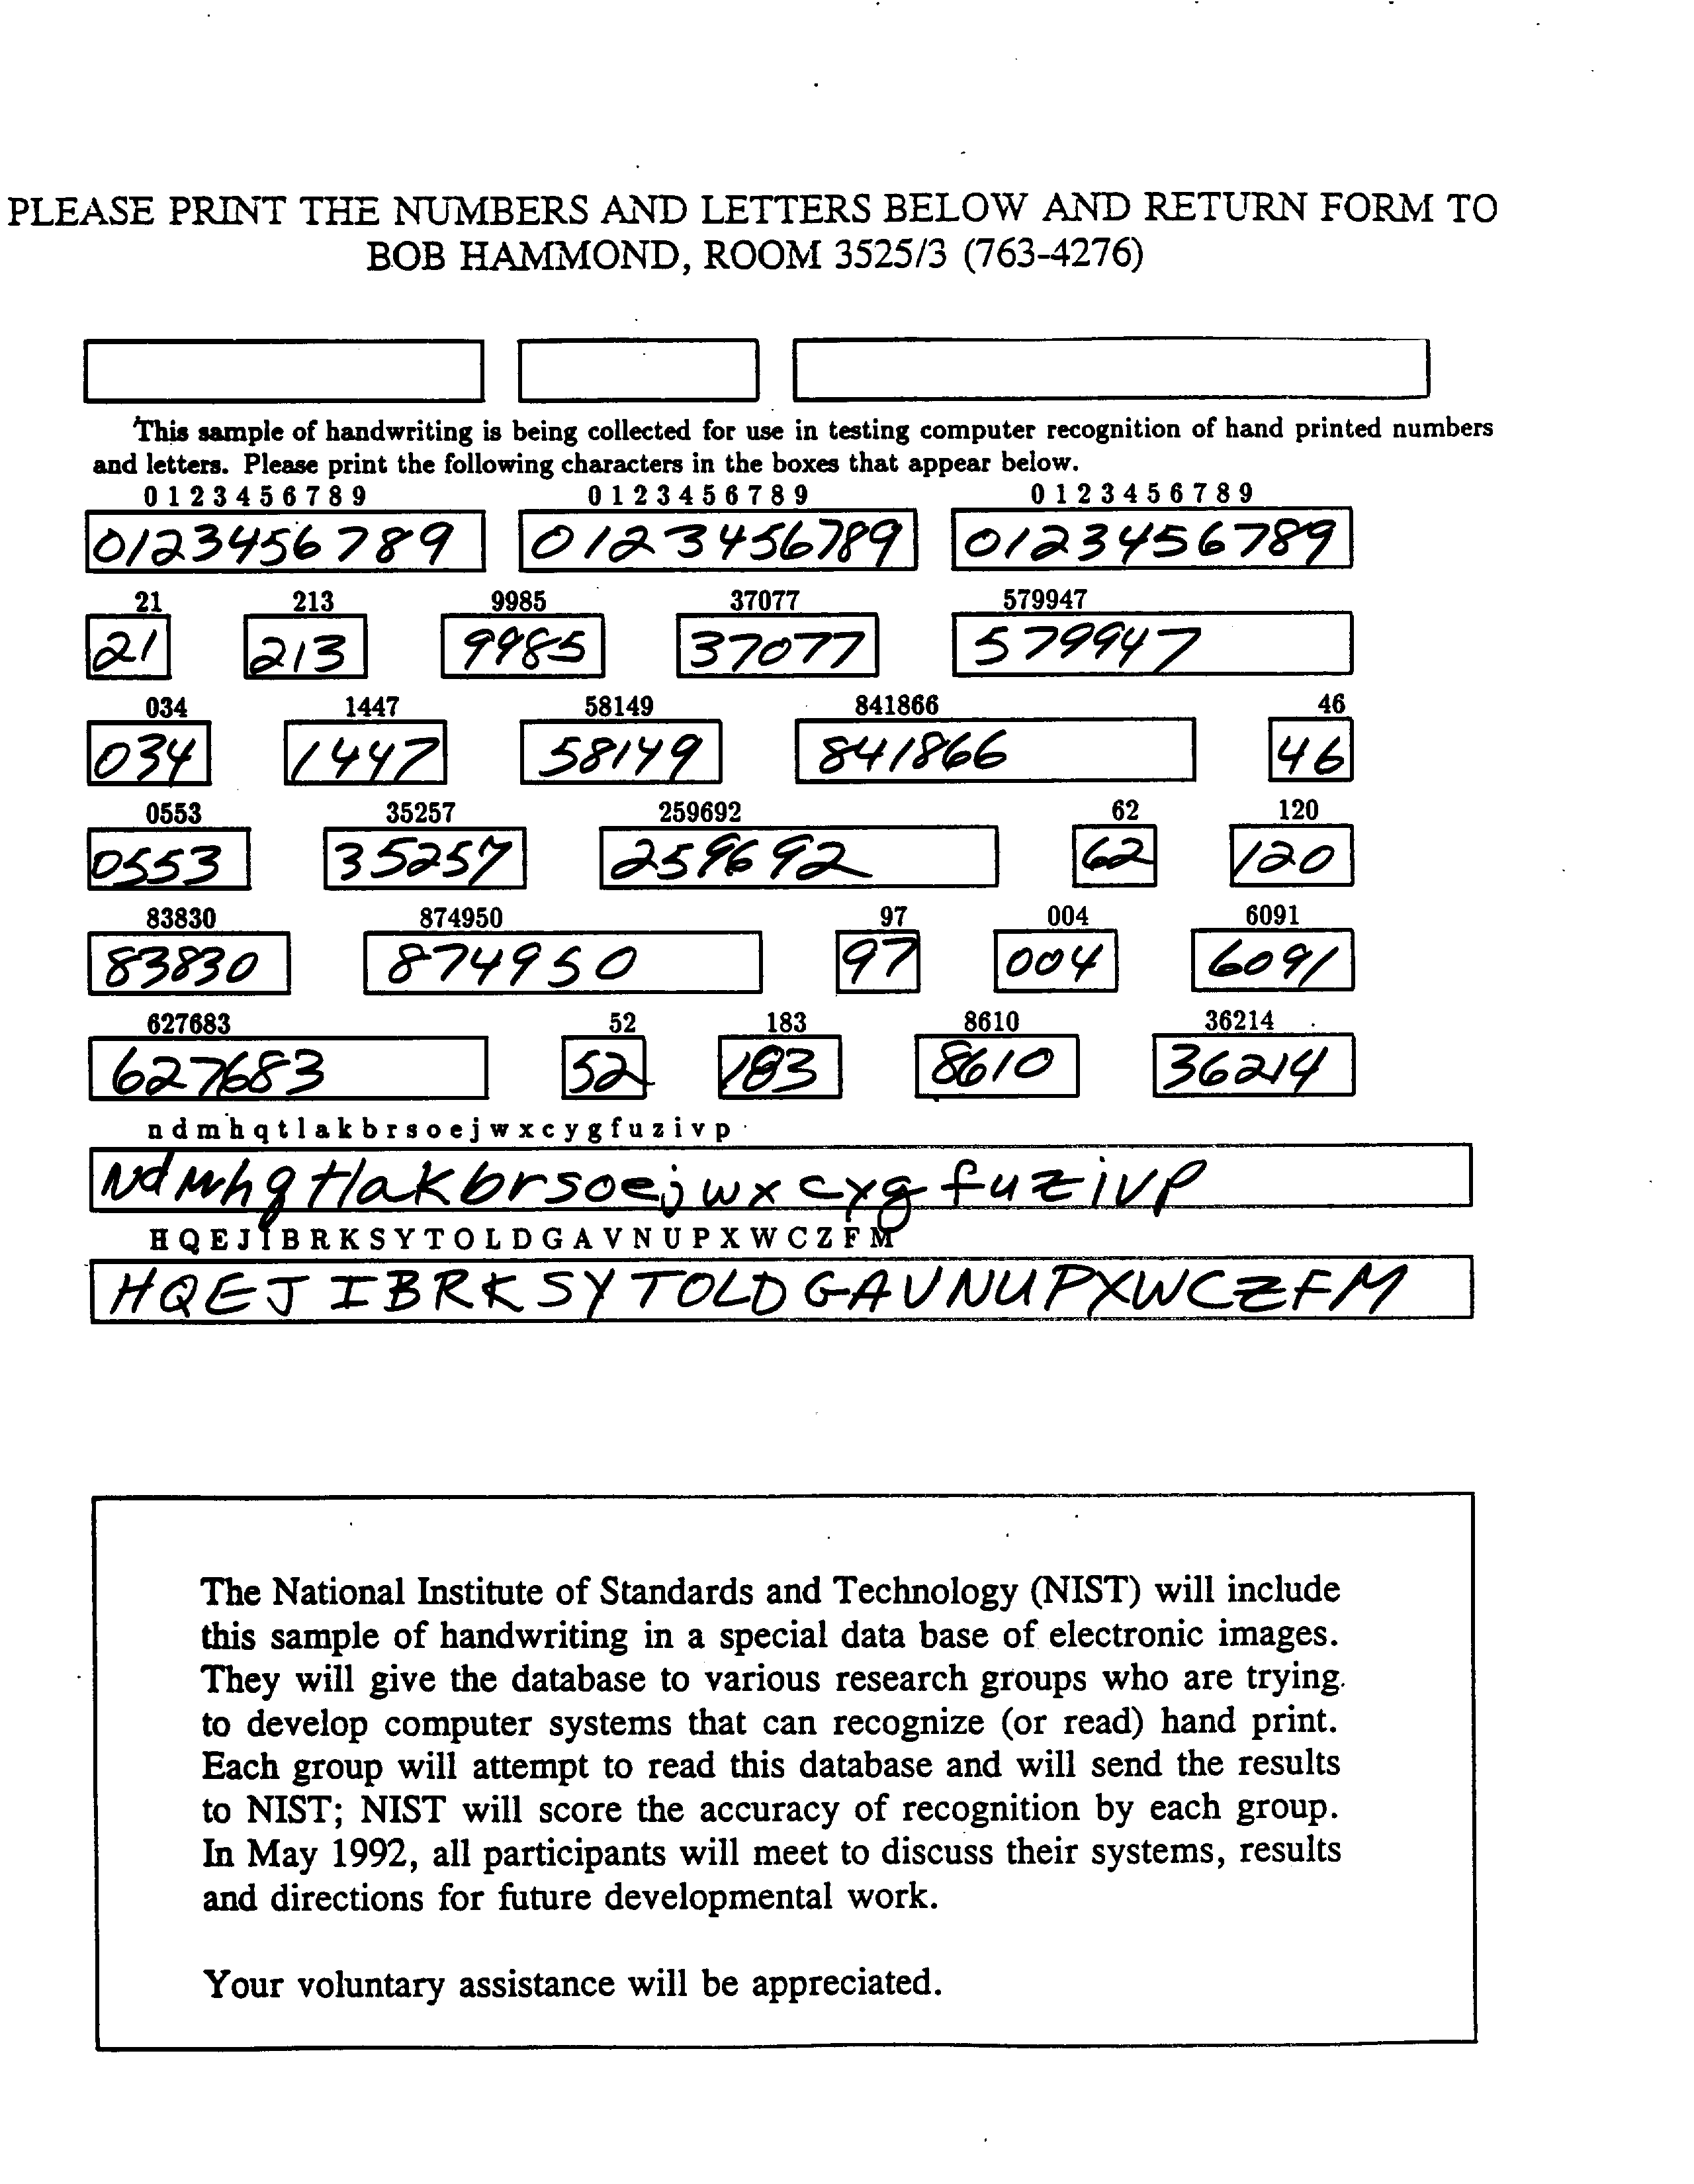 PLEASE PRINT THE NUMBERS AND LETTERS BELOW AND RETURN FORM TO
BOB HAMMOND, ROOM 3525/3 (763-4276)
This sample of handwriting is being collected for use in testing computer recognition of hand printed numbers
and letters. Please print the following characters in the boxes that appear below.
0 1 2 3 4 5 6 7 8 9 0 1 2 3 4 5 6 7 8 9 0 1 2 3 4 5 6 7 8 9
0123456789 0123456789 0123456789
21 213 9985 37077 579947
21 213 9985 37077 579947
034 1447 58149 841866 46
034 1447 58149 841866 46
0553 35257 259692 62 120
0553 35257 259692 62 120
83830 874950 97 004 6091
83830 874950 97 004 6091
627683 52 183 8610 36214
627683 52 183 8610 36214
n d m h q t l a k b r s o e j w x c y g f u z i v p
ndmhqtlakbrsoejwxcygfuzivp
H Q E J I B R K S Y T O L D G A V N U P X W C Z F M
HQEJIBRKSYTOLDGAVNUPXWCZFM
The National Institute of Standards and Technology (NIST) will include
this sample of handwriting in a special data base of electronic images.
They will give the database to various research groups who are trying
to develop computer systems that can recognize (or read) hand print.
Each group will attempt to read this database and will send the results
to NIST; NIST will score the accuracy of recognition by each group.
In May 1992, all participants will meet to discuss their systems, results
and directions for future developmental work.
Your voluntary assistance will be appreciated.